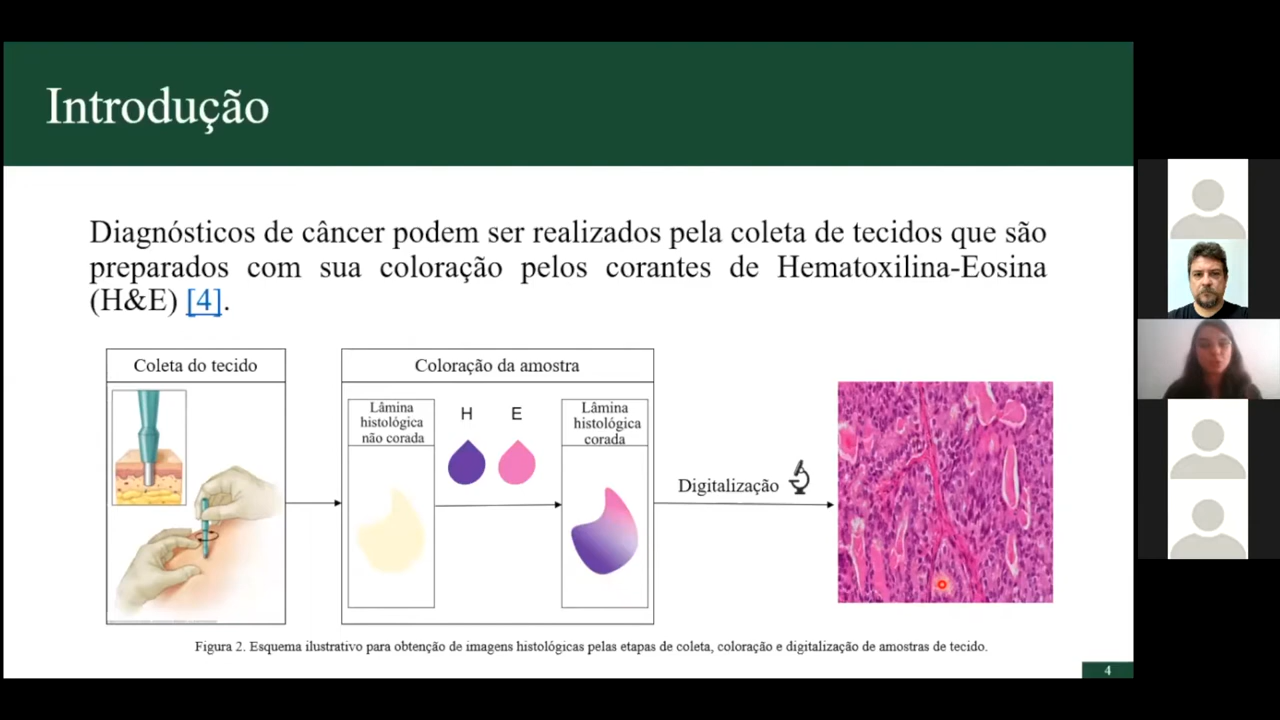 Introdução
Diagnósticos de câncer podem ser realizados pela coleta de tecidos que são
preparados com sua coloração pelos corantes de Hematoxilina-Eosina
(H&E) [4].
Coleta do tecido
Coloração da amostra
Lâmina
histológica
não corada
H
E
Lâmina
histológica
corada
Digitalização
Figura 2. Esquema ilustrativo para obtenção de imagens histológicas pelas etapas de coleta, coloração e digitalização de amostras de tecido.
4